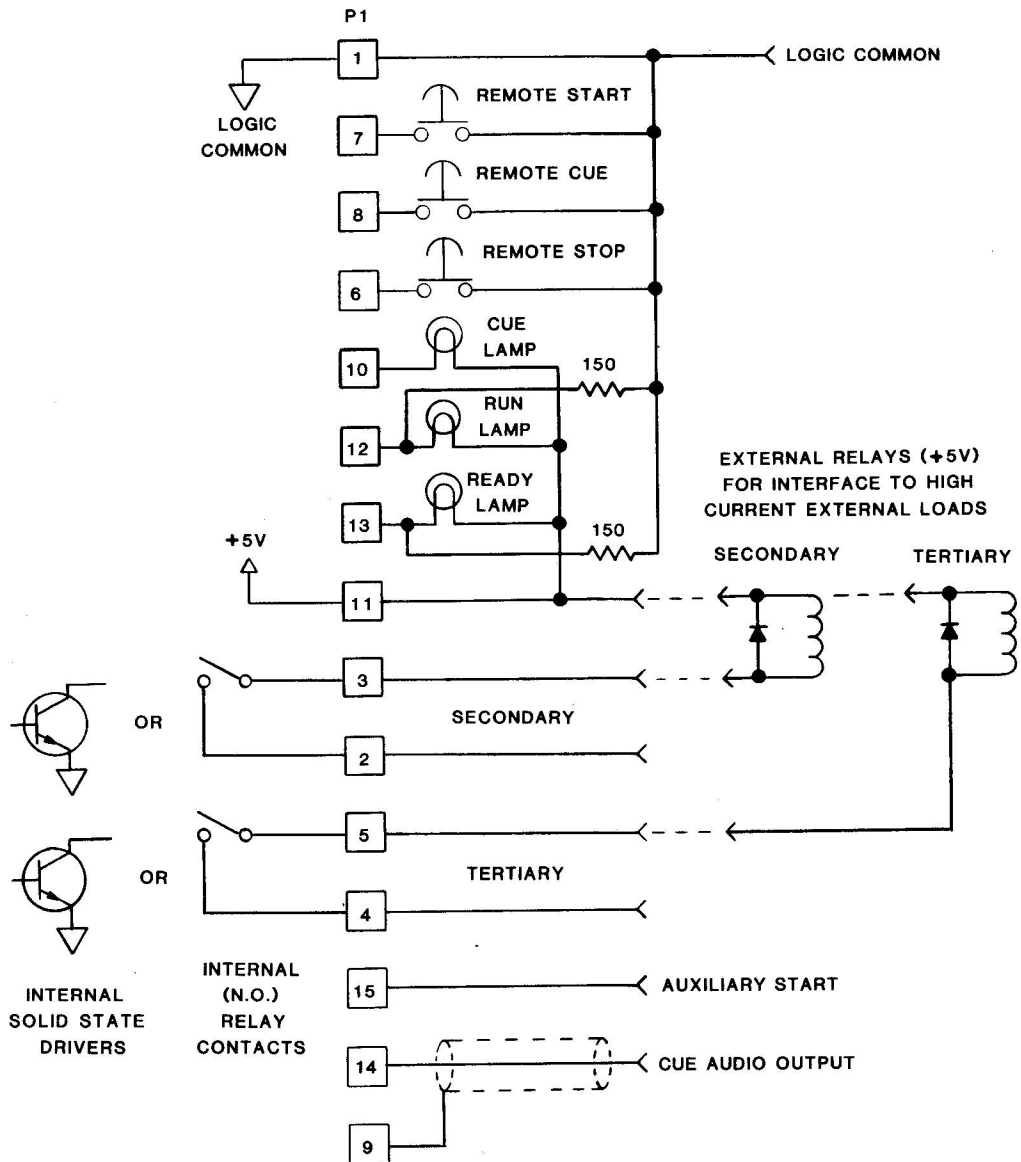 P1
1
LOGIC COMMON
LOGIC
COMMON
REMOTE START
7
REMOTE CUE
8
REMOTE STOP
6
CUE
LAMP
10
150
RUN
LAMP
12
READY
LAMP
13
150
EXTERNAL RELAYS (+5V)
FOR INTERFACE TO HIGH
CURRENT EXTERNAL LOADS
SECONDARY
TERTIARY
+5V
11
3
OR
SECONDARY
2
5
OR
TERTIARY
4
INTERNAL
SOLID STATE
DRIVERS
INTERNAL
(N.O.)
RELAY
CONTACTS
15
AUXILIARY START
14
CUE AUDIO OUTPUT
9